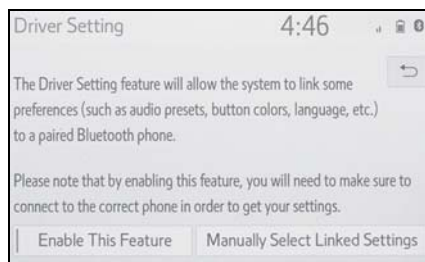 Driver Setting 4:46
The Driver Setting feature will allow the system to link some
preferences (such as audio presets, button colors, language, etc.)
to a paired Bluetooth phone.
Please note that by enabling this feature, you will need to make sure to
connect to the correct phone in order to get your settings.
Enable This Feature Manually Select Linked Settings